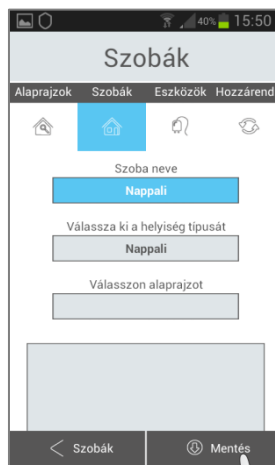 40% 15:50
Szobák
Alaprajzok Szobák Eszközök Hozzárend
Szoba neve
Nappali
Válassza ki a helyiség típusát
Nappali
Válasszon alaprajzot
Szobák Mentés